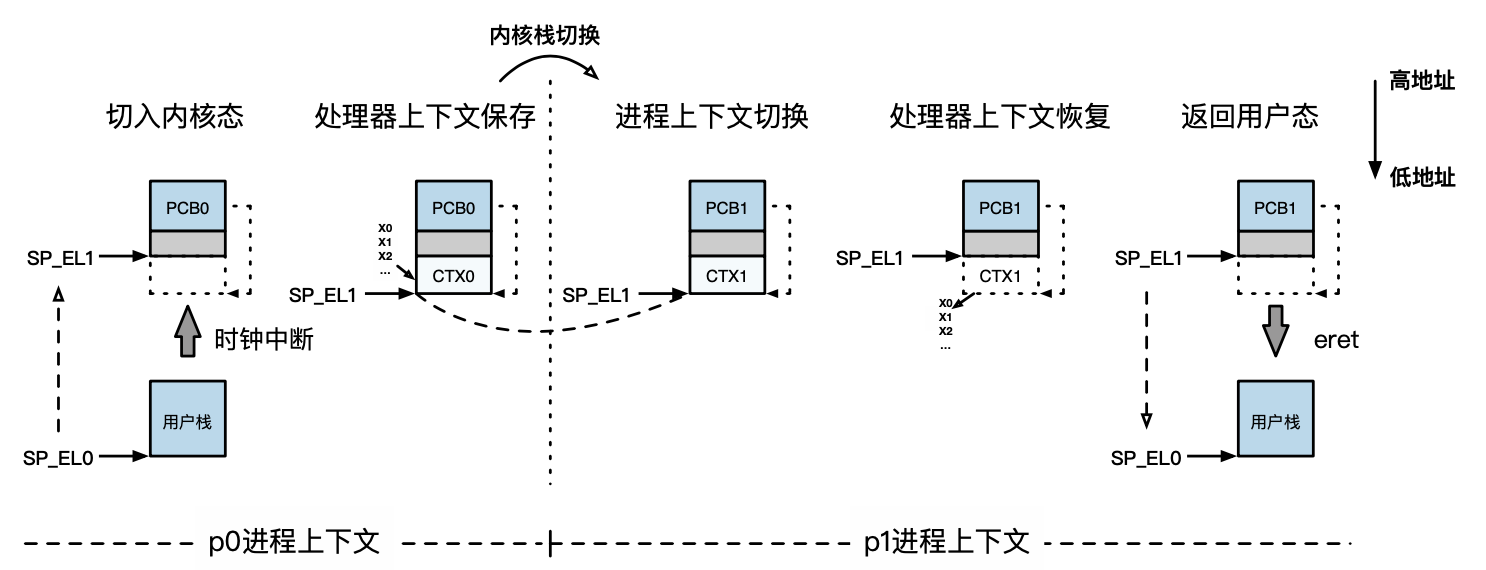 内核栈切换
高地址
切入内核态
处理器上下文保存
进程上下文切换
处理器上下文恢复
返回用户态
低地址
PCB0
PCB0
PCB1
PCB1
PCB1
X0
X1
X2
...
SP_EL1
CTX0
SP_EL1
CTX1
SP_EL1
SP_EL1
CTX1
SP_EL1
X0
X1
X2
...
时钟中断
eret
用户栈
用户栈
SP_EL0
SP_EL0
p0进程上下文
p1进程上下文